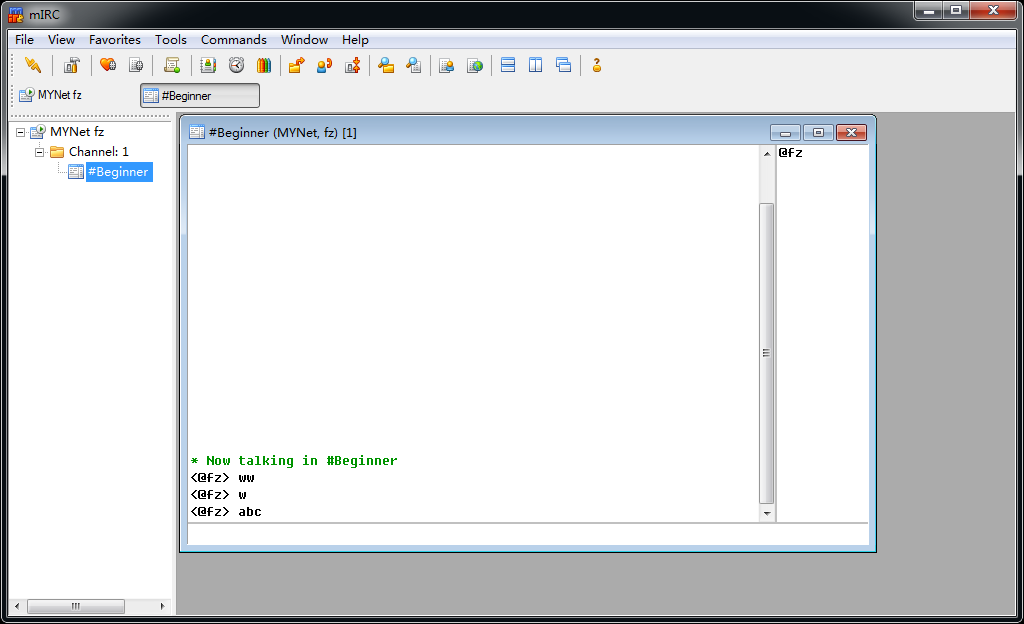 mIRC
File View Favorites Tools Commands Window Help
MYNet fz #Beginner
MYNet fz
Channel: 1
#Beginner
#Beginner (MYNet, fz) [1]
@fz
* Now talking in #Beginner
<@fz> ww
<@fz> w
<@fz> abc